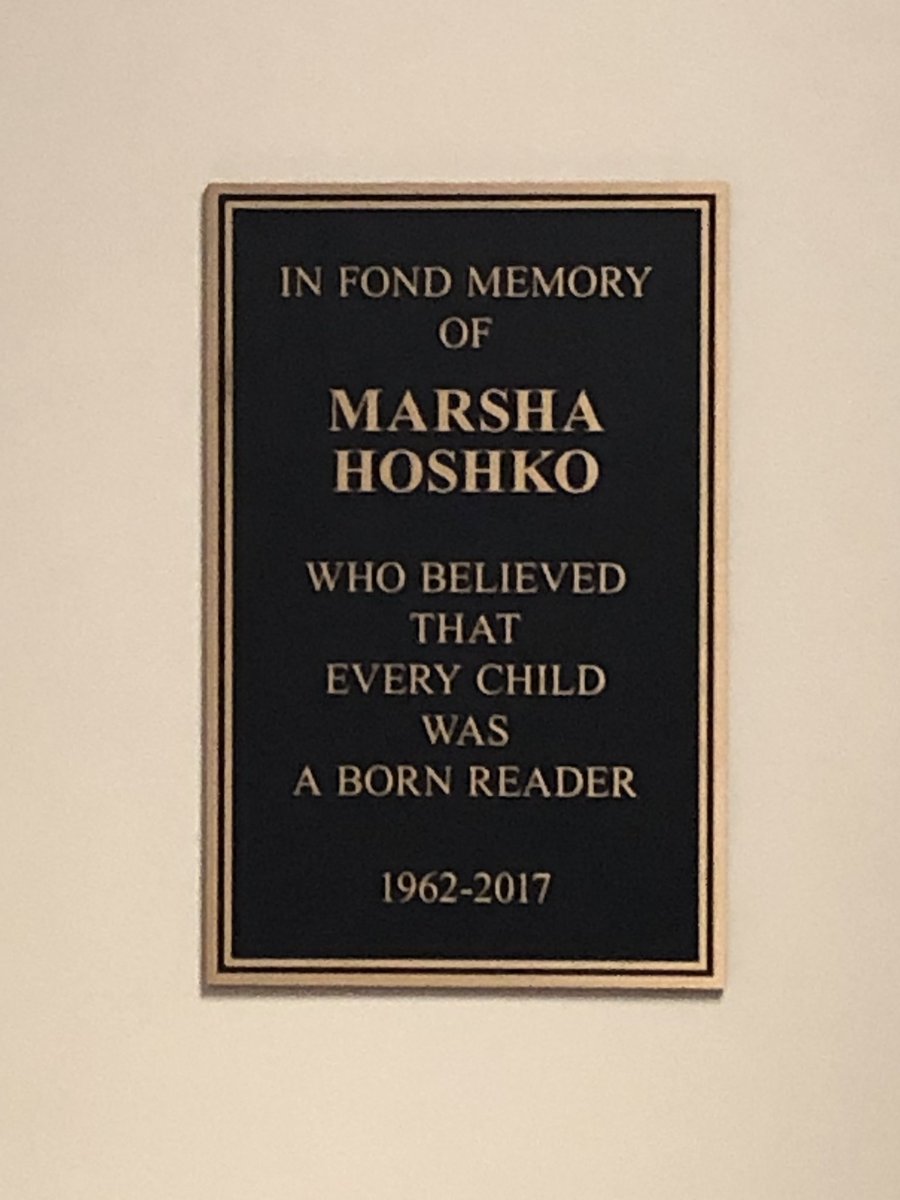 IN FOND MEMORY
OF
MARSHA
HOSHKO
WHO BELIEVED
THAT
EVERY CHILD
WAS
A BORN READER
1962-2017